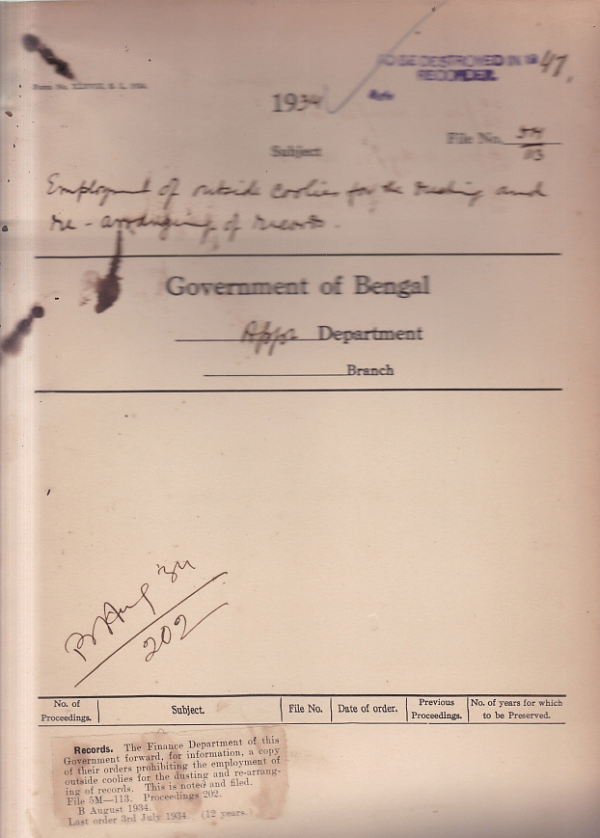 TO BE DESTROYED IN 1947.
RECORDER.
1934
File No. 5M
113
Subject
Employment of outside coolies for the dusting and
re-arranging of records.
Government of Bengal
Appt Department
Branch
B Aug '34
202
No. of
Proceedings.
Subject.
File No.
Date of order.
Previous
Proceedings.
No. of years for which
to be Preserved.
Records. The Finance Department of this
Government forward, for information, a copy
of their orders prohibiting the employment of
outside coolies for the dusting and re-arrang-
ing of records. This is noted and filed.
File 5M—113. Proceedings 202.
B August 1934.
Last order 3rd July 1934. (12 years.